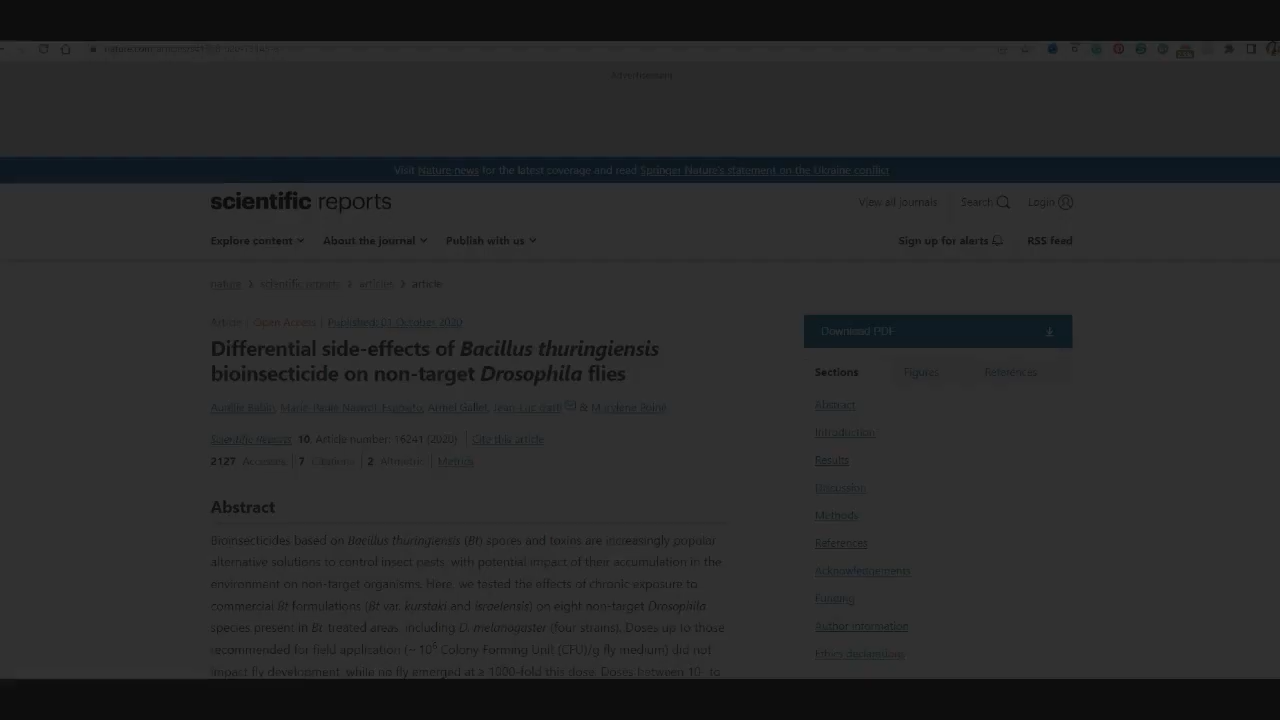 Advertisement
Visit Nature news for the latest coverage and read Springer Nature's statement on the Ukraine conflict
scientific reports
View all journals
Search
Login
Explore content
About the journal
Publish with us
Sign up for alerts
RSS feed
nature > scientific reports > articles > article
Article | Open Access | Published: 01 October 2020
Differential side-effects of Bacillus thuringiensis
bioinsecticide on non-target Drosophila flies
Armel Gallet, & Marylène Poirié
Scientific Reports 10, Article number: 16241 (2020) | Cite this article
2127 Accesses | 7 Citations | 2 Altmetric | Metrics
Abstract
Bioinsecticides based on Bacillus thuringiensis (Bt) spores and toxins are increasingly popular
alternative solutions to control insect pests, with potential impact of their accumulation in the
environment on non-target organisms. Here, we tested the effects of chronic exposure to
commercial Bt formulations (Bt var. kurstaki and israelensis) on eight non-target Drosophila
species present in Bt-treated areas, including D. melanogaster (four strains). Doses up to those
recommended for field application (~ 10⁶ Colony Forming Unit (CFU)/g fly medium) did not
impact fly development, while no fly emerged at a 1000-fold this dose. Doses between to
Download PDF
Sections
Figures
References
Abstract
Introduction
Results
Discussion
Methods
References
Acknowledgements
Funding
Author information
Ethics declarations